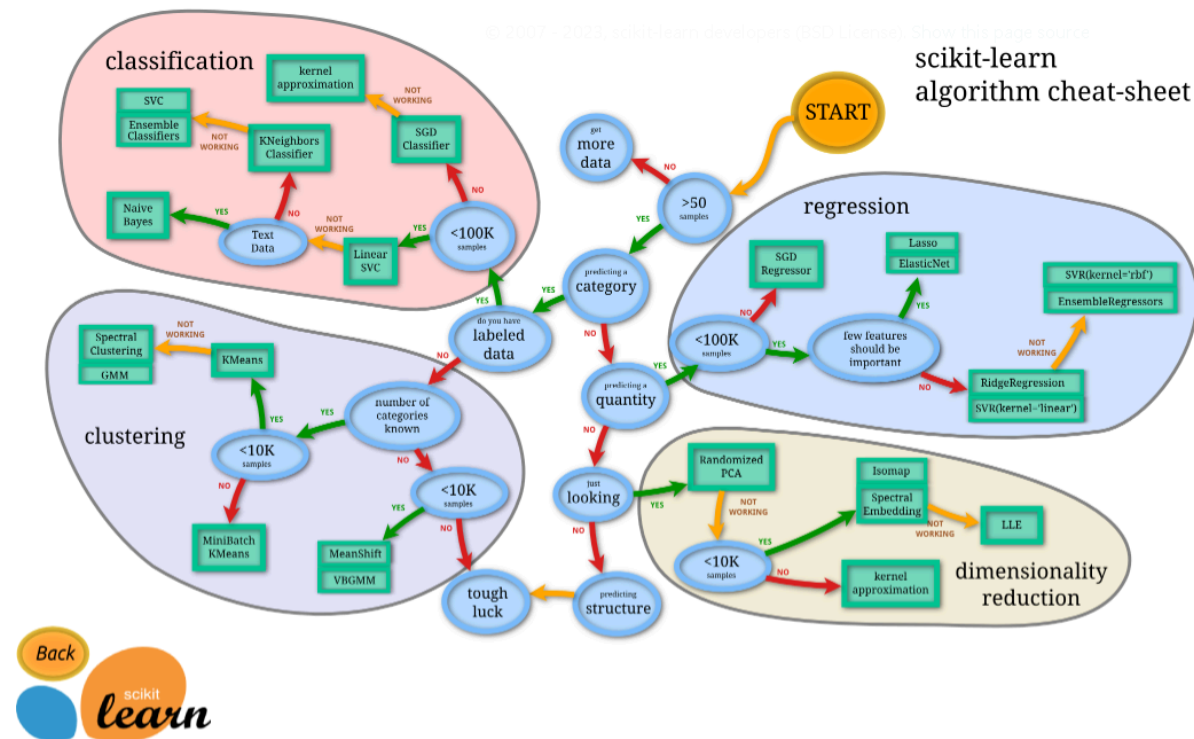 © 2007 - 2023, scikit-learn developers (BSD License). Show this page source
scikit-learn
algorithm cheat-sheet
START
get
more
data
NO
>50
samples
YES
predicting a
category
YES
NO
do you have
labeled
data
YES
NO
predicting a
quantity
YES
NO
just
looking
YES
NO
predicting
structure
tough
luck
classification
kernel
approximation
NOT
WORKING
SGD
Classifier
NO
<100K
samples
YES
Linear
SVC
NOT
WORKING
Text
Data
YES
NO
Naive
Bayes
KNeighbors
Classifier
NOT
WORKING
SVC
Ensemble
Classifiers
regression
SGD
Regressor
NO
<100K
samples
YES
few features
should be
important
YES
NO
Lasso
ElasticNet
RidgeRegression
SVR(kernel='linear')
NOT
WORKING
SVR(kernel='rbf')
EnsembleRegressors
clustering
number of
categories
known
YES
NO
<10K
samples
YES
NO
KMeans
NOT
WORKING
Spectral
Clustering
GMM
MiniBatch
KMeans
<10K
samples
YES
NO
MeanShift
VBGMM
dimensionality
reduction
Randomized
PCA
NOT
WORKING
<10K
samples
YES
NO
Isomap
Spectral
Embedding
NOT
WORKING
LLE
kernel
approximation
Back
scikit
learn